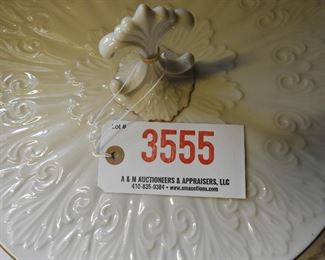 Lot #
3555
A & M AUCTIONEERS & APPRAISERS, LLC
410-835-0384 • www.amauctions.com